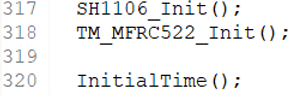 317 SH1106_Init();
318 TM_MFRC522_Init();
319
320 InitialTime();